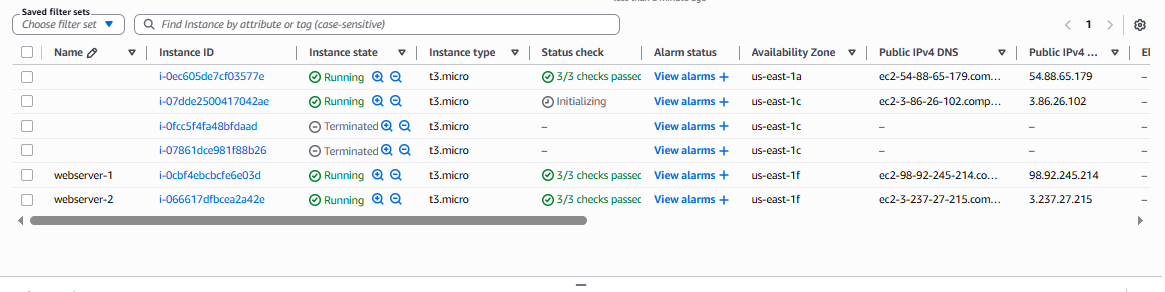 Saved filter sets
Choose filter set Find Instance by attribute or tag (case-sensitive) 1
Name Instance ID Instance state Instance type Status check Alarm status Availability Zone Public IPv4 DNS Public IPv4 ... El
i-0ec605de7cf03577e Running t3.micro 3/3 checks passed View alarms + us-east-1a ec2-54-88-65-179.com... 54.88.65.179 –
i-07dde2500417042ae Running t3.micro Initializing View alarms + us-east-1c ec2-3-86-26-102.comp... 3.86.26.102 –
i-0fcc5f4fa48bfdaad Terminated t3.micro – View alarms + us-east-1c – – –
i-07861dce981f88b26 Terminated t3.micro – View alarms + us-east-1c – – –
webserver-1 i-0cbf4ebcbcfe6e03d Running t3.micro 3/3 checks passed View alarms + us-east-1f ec2-98-92-245-214.co... 98.92.245.214 –
webserver-2 i-066617dfbcea2a42e Running t3.micro 3/3 checks passed View alarms + us-east-1f ec2-3-237-27-215.com... 3.237.27.215 –